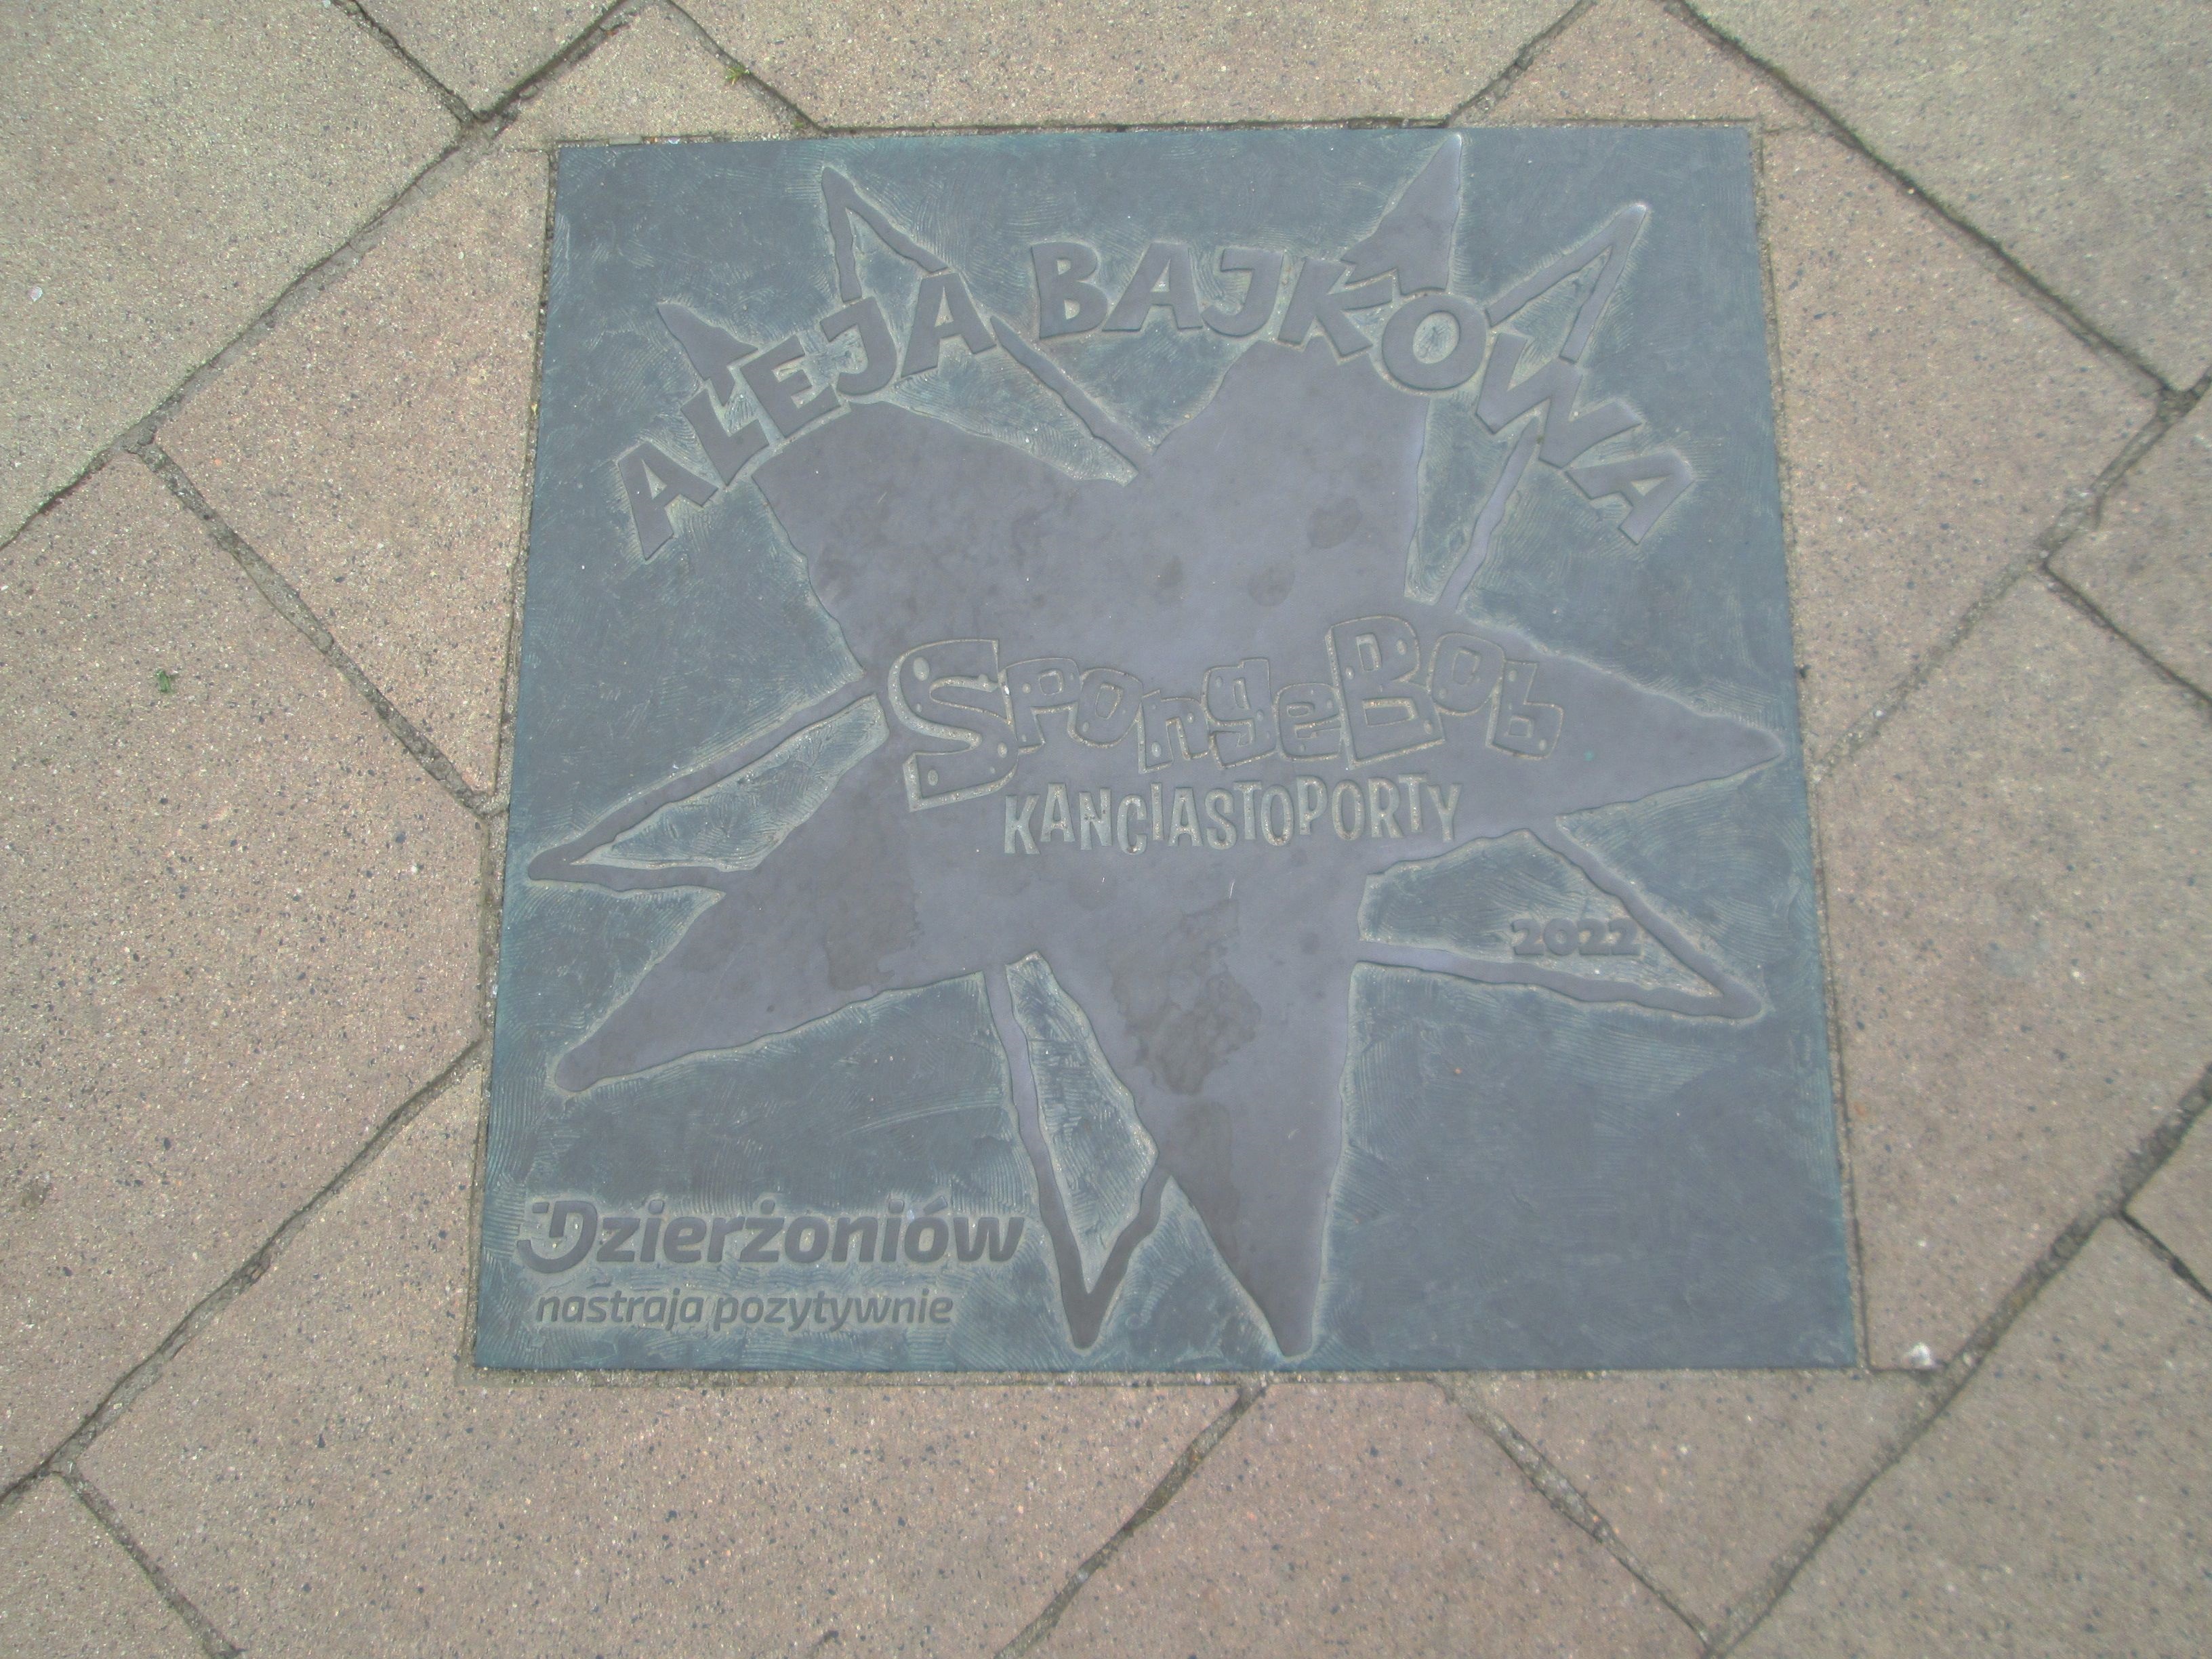 ALEJA BAJKOWA
SpongeBob
KANCIASTOPORTY
2022
Dzierżoniów
nastraja pozytywnie